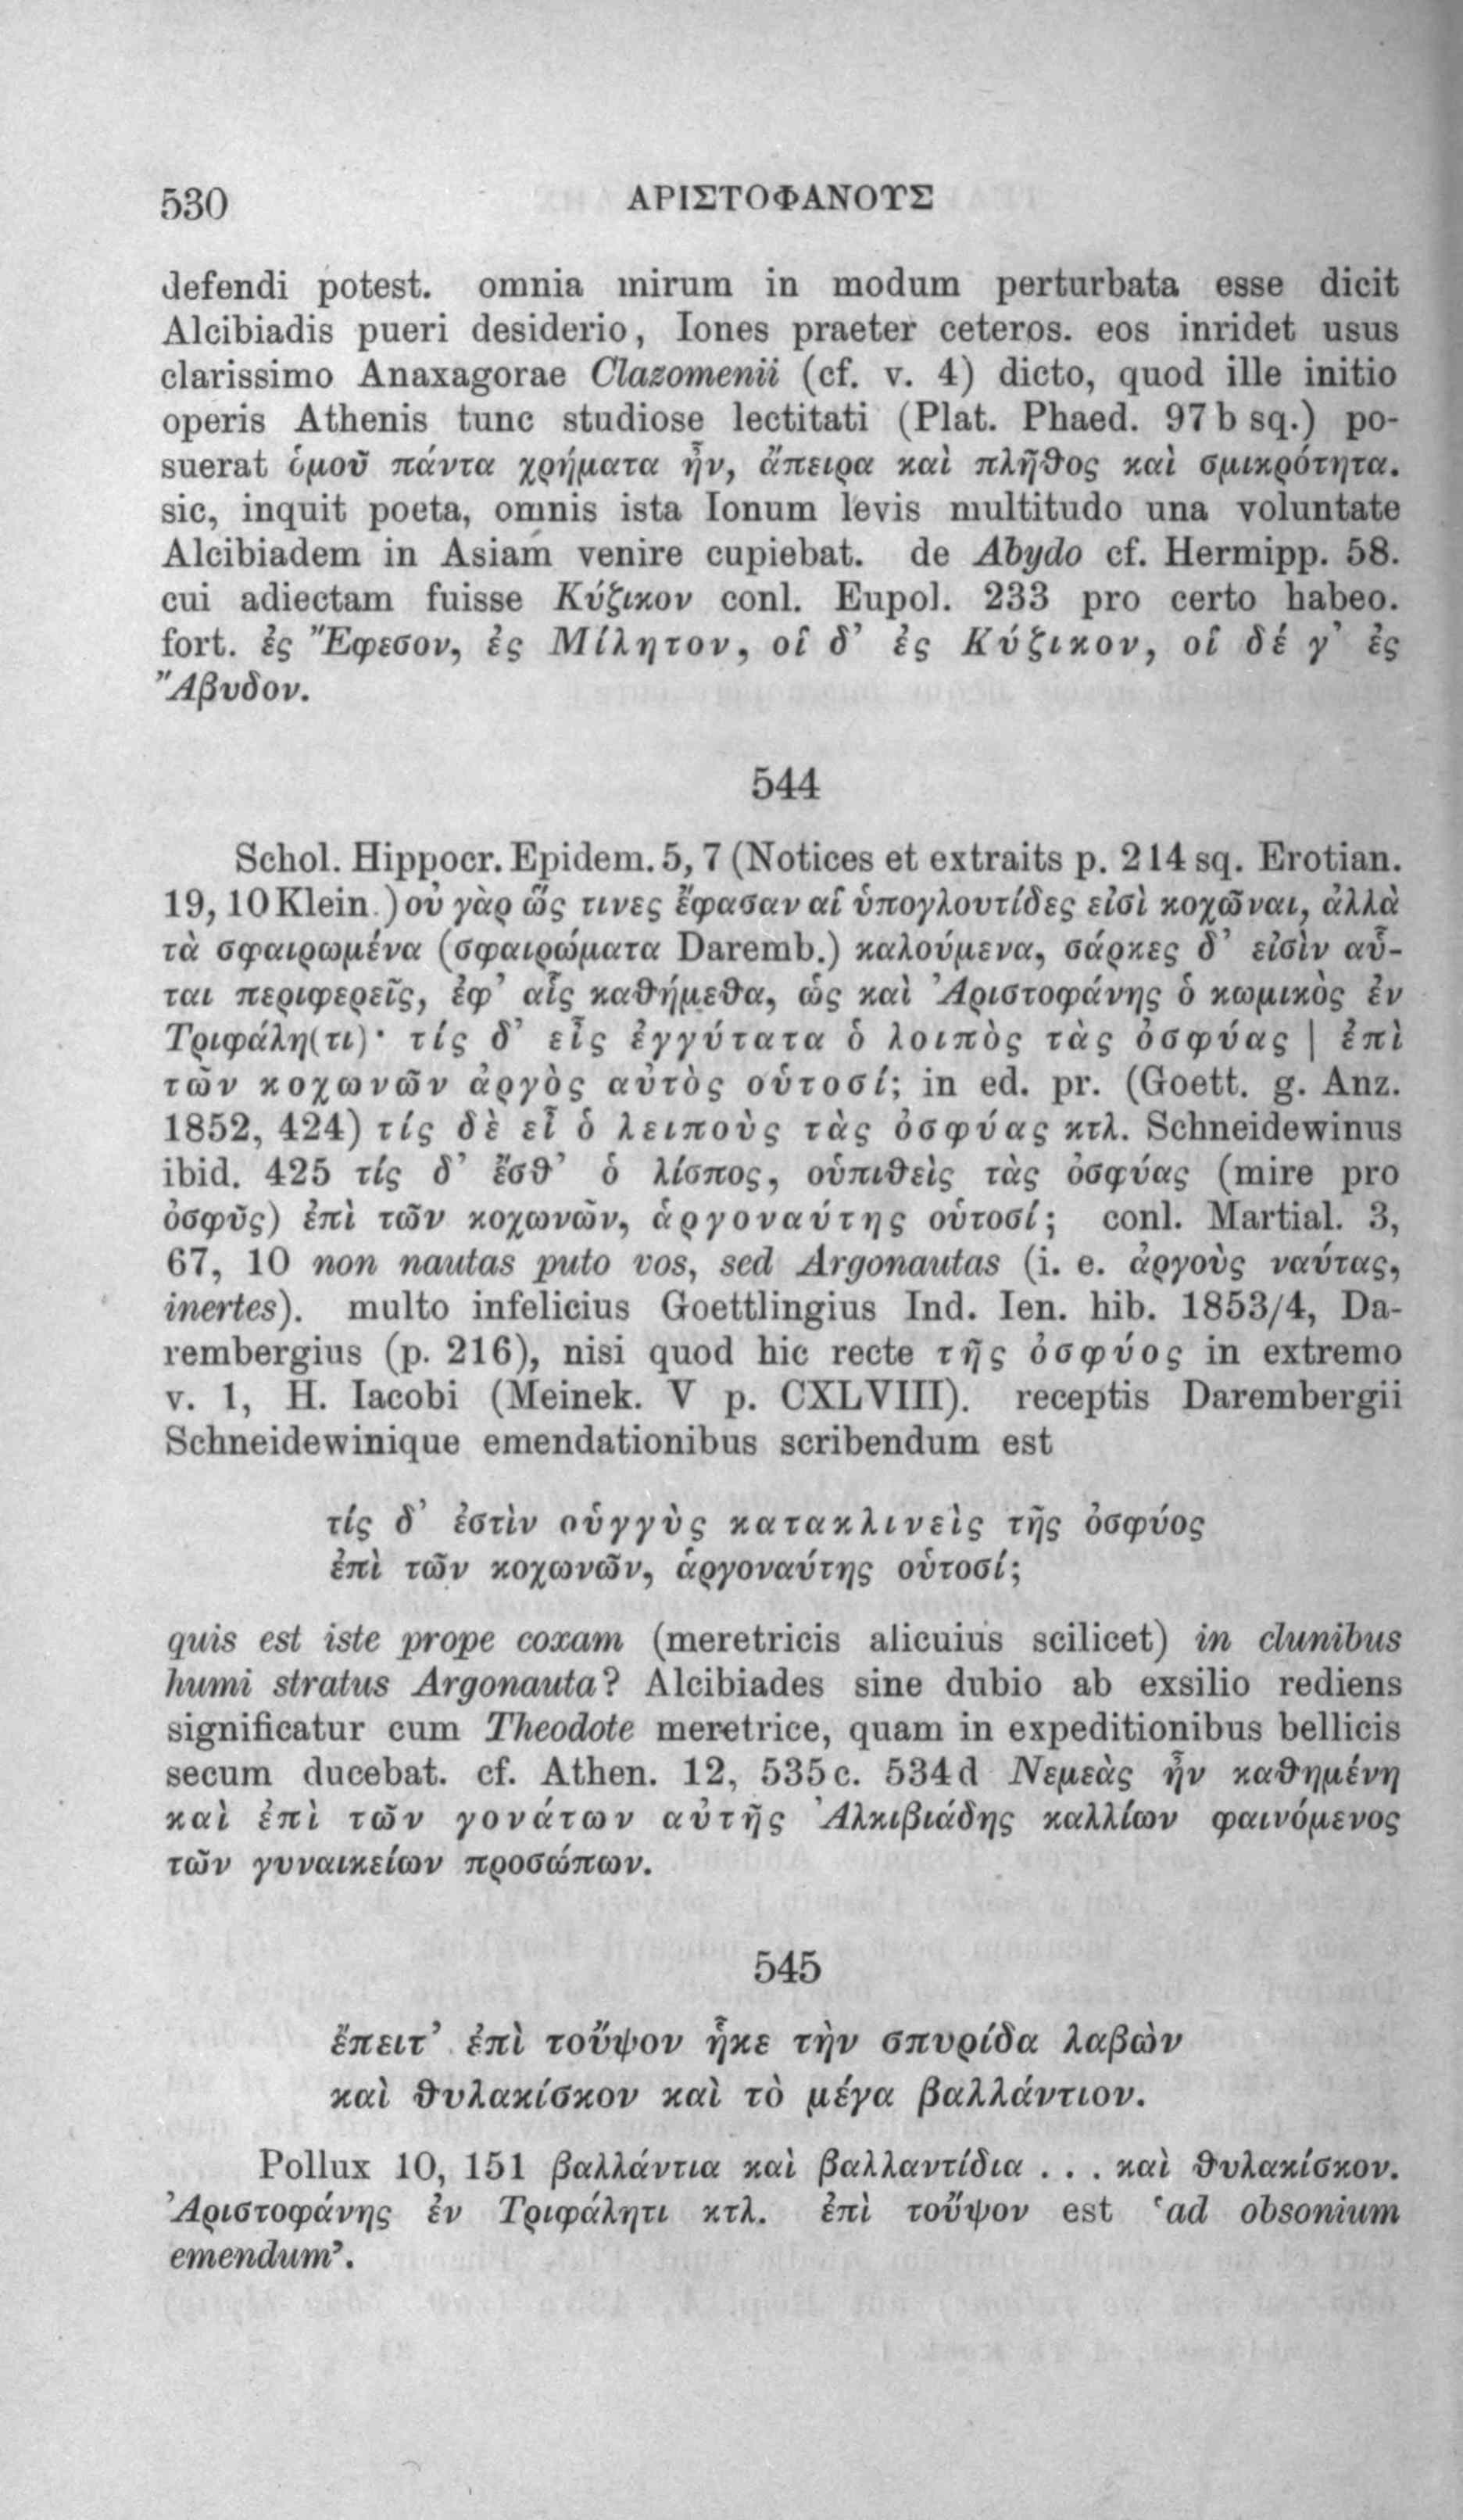 530
ΑΡΙΣΤΟΦΑΝΟΥΣ
defendi potest. omnia mirum in modum perturbata esse dicit
Alcibiadis pueri desiderio, Iones praeter ceteros. eos inridet usus
clarissimo Anaxagorae Clazomenii (cf. v. 4) dicto, quod ille initio
operis Athenis tunc studiose lectitati (Plat. Phaed. 97 b sq.) po-
suerat ὁμοῦ πάντα χρήματα ἦν, ἄπειρα καὶ πλῆθος καὶ σμικρότητα.
sic, inquit poeta, omnis ista Ionum levis multitudo una voluntate
Alcibiadem in Asiam venire cupiebat. de Abydo cf. Hermipp. 58.
cui adiectam fuisse Κύζικον conl. Eupol. 233 pro certo habeo.
fort. ἐς Ἔφεσον, ἐς Μίλητον, οἱ δ᾽ ἐς Κύζικον, οἱ δέ γ᾽ ἐς
Ἄβυδον.
544
Schol. Hippocr. Epidem. 5, 7 (Notices et extraits p. 214 sq. Erotian.
19, 10 Klein.) οὐ γὰρ ὥς τινες ἔφασαν αἱ ὑπογλουτίδες εἰσὶ κοχῶναι, ἀλλὰ
τὰ σφαιρωμένα (σφαιρώματα Daremb.) καλούμενα, σάρκες δ᾽ εἰσὶν αὗ-
ται περιφερεῖς, ἐφ᾽ αἷς καθήμεθα, ὡς καὶ Ἀριστοφάνης ὁ κωμικὸς ἐν
Τριφάλη(τι)· τίς δ᾽ εἷς ἐγγύτατα ὁ λοιπὸς τὰς ὀσφύας | ἐπὶ
τῶν κοχωνῶν ἀργὸς αὐτὸς οὑτοσί; in ed. pr. (Goett. g. Anz.
1852, 424) τίς δὲ εἶ ὁ λειποὺς τὰς ὀσφύας κτλ. Schneidewinus
ibid. 425 τίς δ᾽ ἔσθ᾽ ὁ λίσπος, οὑπιθεὶς τὰς ὀσφύας (mire pro
ὀσφῦς) ἐπὶ τῶν κοχωνῶν, ἀργοναύτης οὑτοσί; conl. Martial. 3,
67, 10 non nautas puto vos, sed Argonautas (i. e. ἀργοὺς ναύτας,
inertes). multo infelicius Goettlingius Ind. Ien. hib. 1853/4, Da-
rembergius (p. 216), nisi quod hic recte τῆς ὀσφύος in extremo
v. 1, H. Iacobi (Meinek. V p. CXLVIII). receptis Darembergii
Schneidewinique emendationibus scribendum est
τίς δ᾽ ἐστὶν οὑγγὺς κατακλινεὶς τῆς ὀσφύος
ἐπὶ τῶν κοχωνῶν, ἁργοναύτης οὑτοσί;
quis est iste prope coxam (meretricis alicuius scilicet) in clunibus
humi stratus Argonauta? Alcibiades sine dubio ab exsilio rediens
significatur cum Theodote meretrice, quam in expeditionibus bellicis
secum ducebat. cf. Athen. 12, 535 c. 534 d Νεμεὰς ἦν καθημένη
καὶ ἐπὶ τῶν γονάτων αὐτῆς Ἀλκιβιάδης καλλίων φαινόμενος
τῶν γυναικείων προσώπων.
545
ἔπειτ᾽ ἐπὶ τοὔψον ἧκε τὴν σπυρίδα λαβὼν
καὶ θυλακίσκον καὶ τὸ μέγα βαλλάντιον.
Pollux 10, 151 βαλλάντια καὶ βαλλαντίδια . . . καὶ θυλακίσκον.
Ἀριστοφάνης ἐν Τριφάλητι κτλ. ἐπὶ τοὔψον est ‘ad obsonium
emendum’.